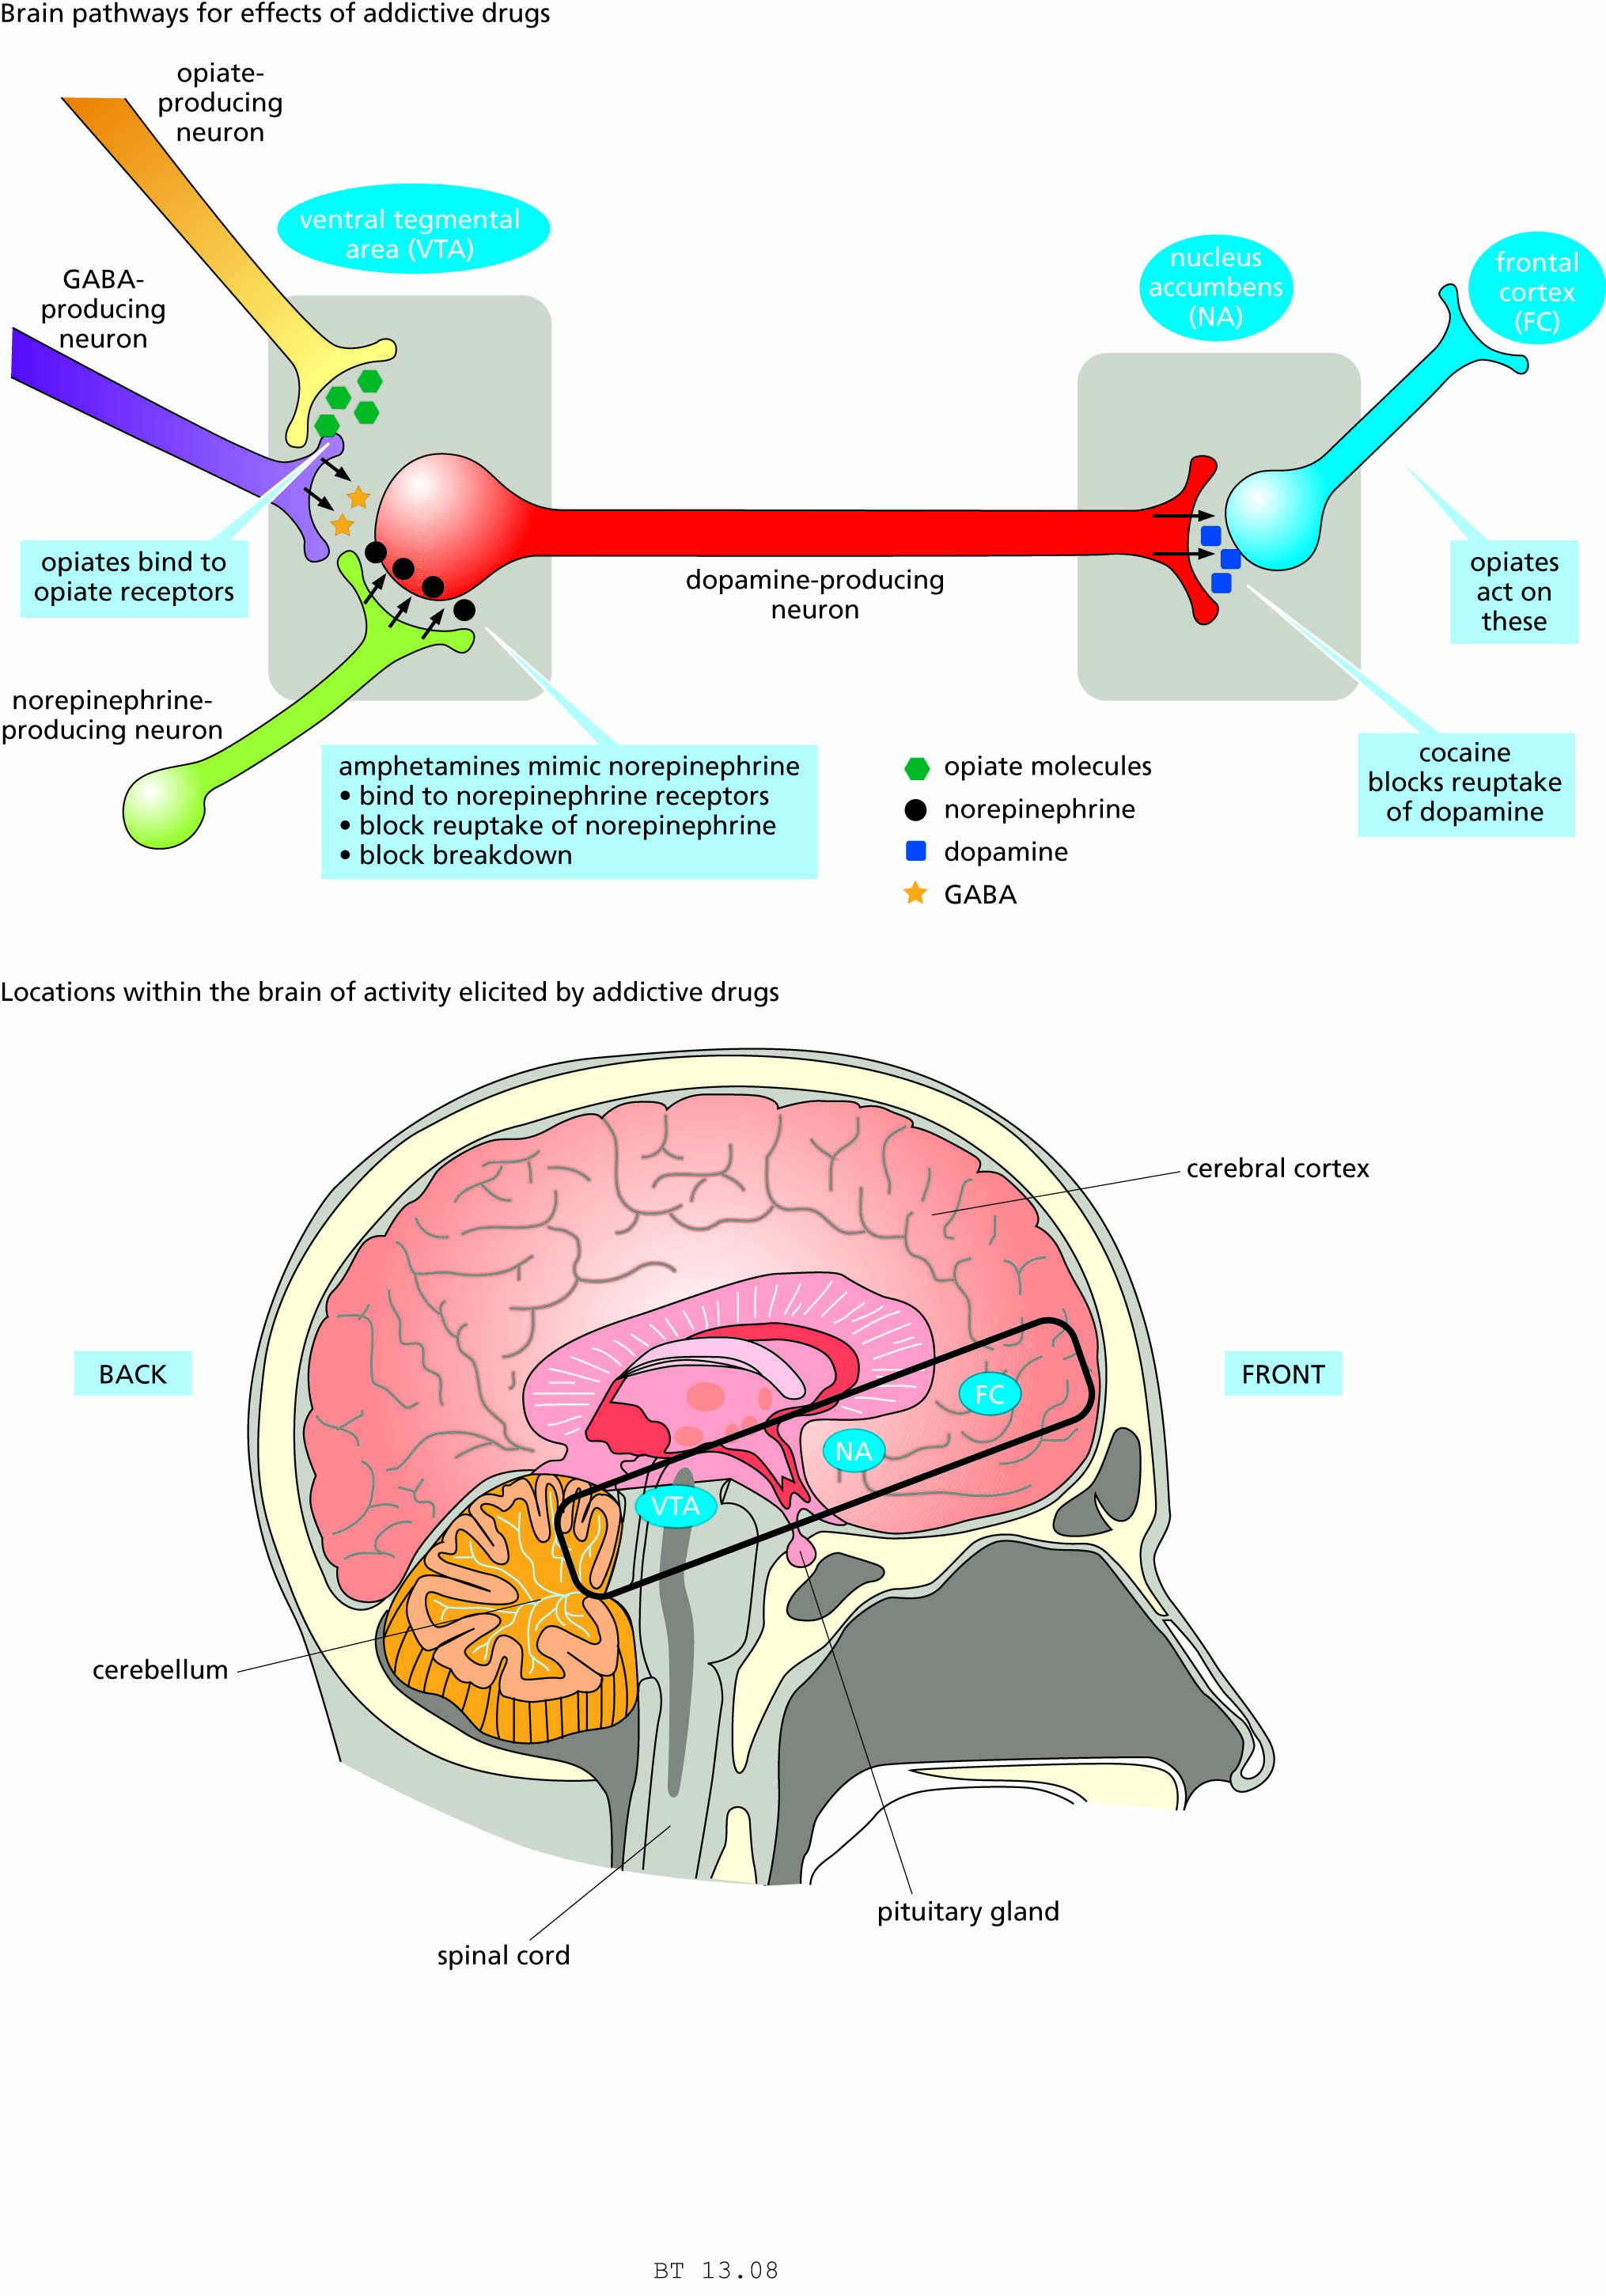 Brain pathways for effects of addictive drugs
opiate-
producing
neuron
ventral tegmental
area (VTA)
nucleus
accumbens
(NA)
frontal
cortex
(FC)
GABA-
producing
neuron
opiates bind to
opiate receptors
dopamine-producing
neuron
opiates
act on
these
norepinephrine-
producing neuron
amphetamines mimic norepinephrine
• bind to norepinephrine receptors
• block reuptake of norepinephrine
• block breakdown
opiate molecules
norepinephrine
dopamine
GABA
cocaine
blocks reuptake
of dopamine
Locations within the brain of activity elicited by addictive drugs
cerebral cortex
BACK
FRONT
FC
NA
VTA
cerebellum
pituitary gland
spinal cord
BT 13.08